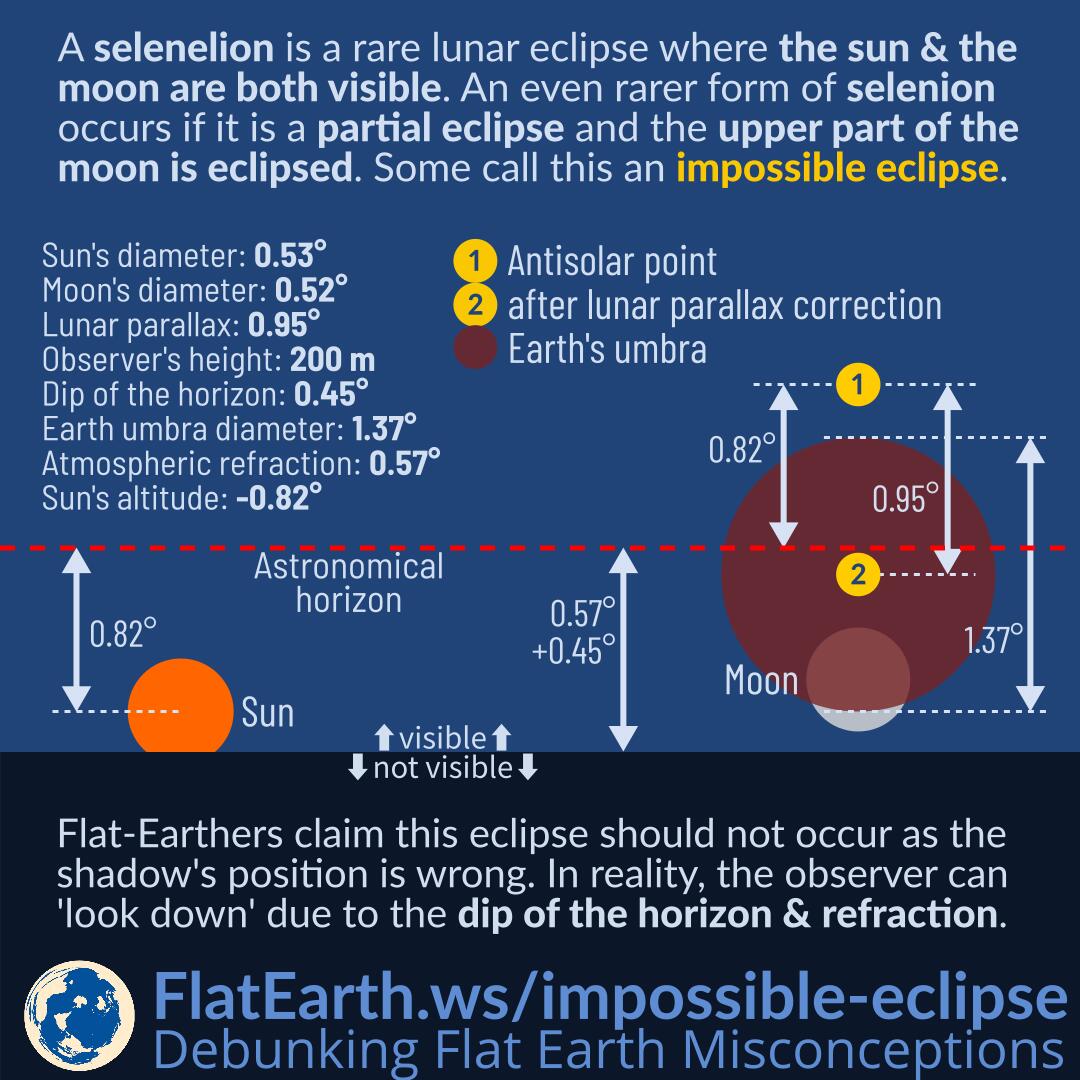 A selenelion is a rare lunar eclipse where the sun & the
moon are both visible. An even rarer form of selenion
occurs if it is a partial eclipse and the upper part of the
moon is eclipsed. Some call this an impossible eclipse.
Sun's diameter: 0.53°
Moon's diameter: 0.52°
Lunar parallax: 0.95°
Observer's height: 200 m
Dip of the horizon: 0.45°
Earth umbra diameter: 1.37°
Atmospheric refraction: 0.57°
Sun's altitude: -0.82°
1 Antisolar point
2 after lunar parallax correction
Earth's umbra
1
0.82°
0.95°
Astronomical
horizon
2
0.82°
0.57°
+0.45°
1.37°
Moon
Sun
visible
not visible
Flat-Earthers claim this eclipse should not occur as the
shadow's position is wrong. In reality, the observer can
'look down' due to the dip of the horizon & refraction.
FlatEarth.ws/impossible-eclipse
Debunking Flat Earth Misconceptions